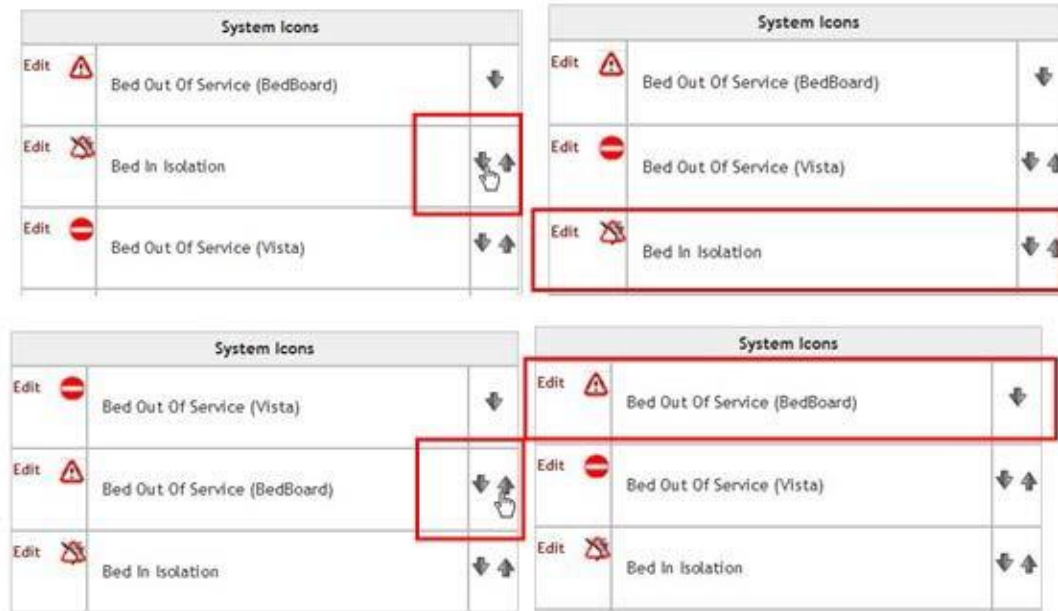 System Icons
Edit Bed Out Of Service (BedBoard)
Edit Bed In Isolation
Edit Bed Out Of Service (Vista)
System Icons
Edit Bed Out Of Service (BedBoard)
Edit Bed Out Of Service (Vista)
Edit Bed In Isolation
System Icons
Edit Bed Out Of Service (Vista)
Edit Bed Out Of Service (BedBoard)
Edit Bed In Isolation
System Icons
Edit Bed Out Of Service (BedBoard)
Edit Bed Out Of Service (Vista)
Edit Bed In Isolation